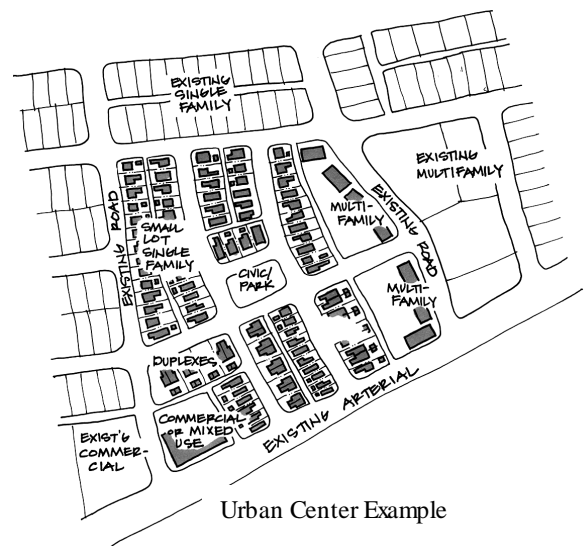 EXISTING
SINGLE
FAMILY
EXISTING
MULTIFAMILY
EXISTING ROAD
MULTI-
FAMILY
EXISTING ROAD
SMALL
LOT
SINGLE
FAMILY
CIVIC/
PARK
MULTI-
FAMILY
DUPLEXES
COMMERCIAL
OR MIXED
USE
EXISTING ARTERIAL
EXIST'G
COMMER-
CIAL
Urban Center Example